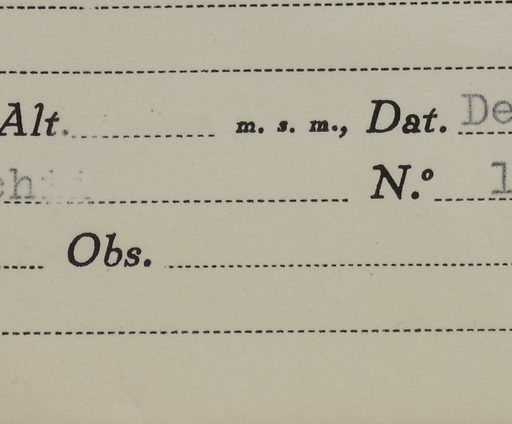 Alt. m. s. m., Dat. De
N.º 1
Obs.